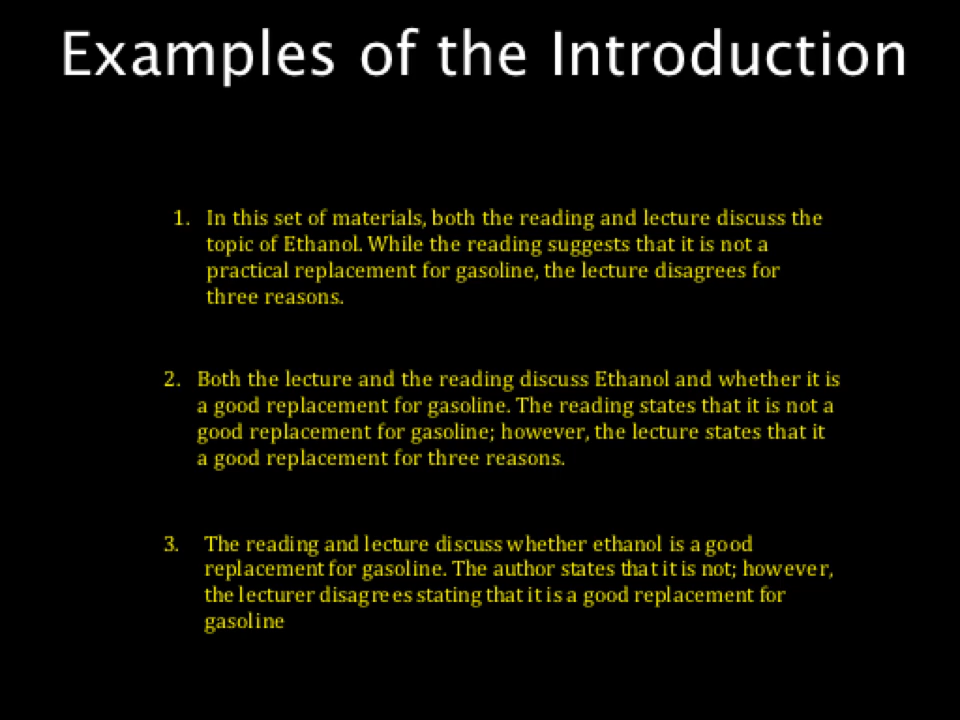 Examples of the Introduction
1. In this set of materials, both the reading and lecture discuss the
topic of Ethanol. While the reading suggests that it is not a
practical replacement for gasoline, the lecture disagrees for
three reasons.
2. Both the lecture and the reading discuss Ethanol and whether it is
a good replacement for gasoline. The reading states that it is not a
good replacement for gasoline; however, the lecture states that it
a good replacement for three reasons.
3. The reading and lecture discuss whether ethanol is a good
replacement for gasoline. The author states that it is not; however,
the lecturer disagrees stating that it is a good replacement for
gasoline